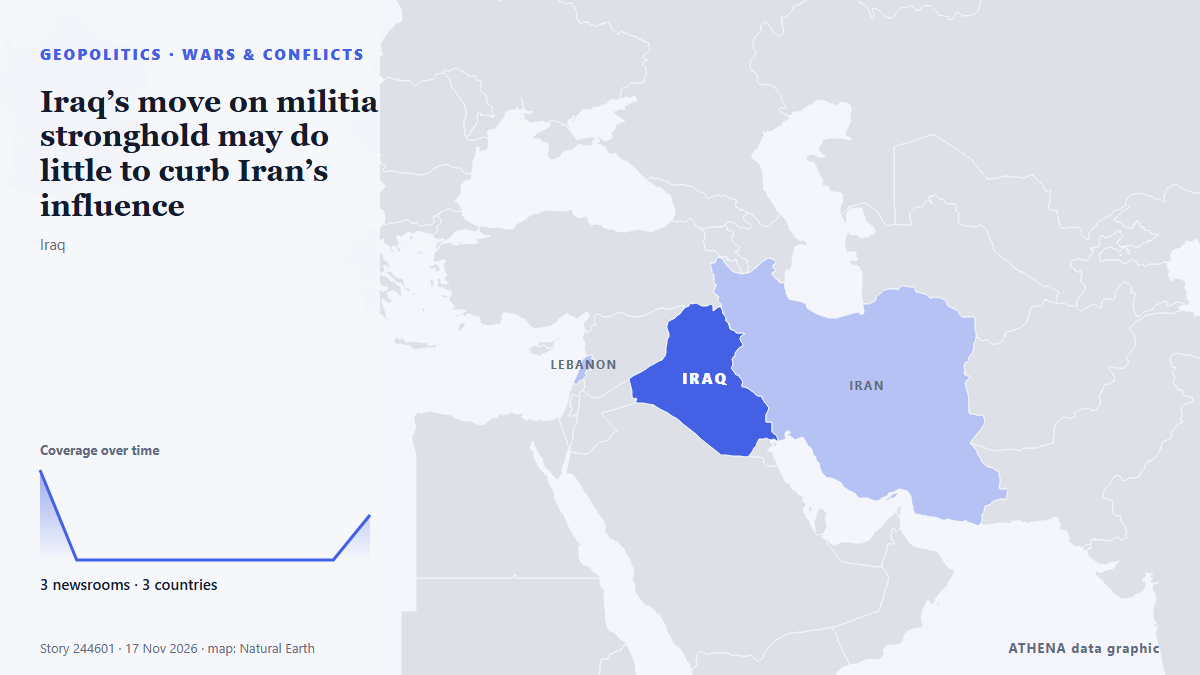 GEOPOLITICS · WARS & CONFLICTS
Iraq’s move on militia
stronghold may do
little to curb Iran’s
influence
Iraq
LEBANON
IRAQ
IRAN
Coverage over time
3 newsrooms · 3 countries
Story 244601 · 17 Nov 2026 · map: Natural Earth
ATHENA data graphic